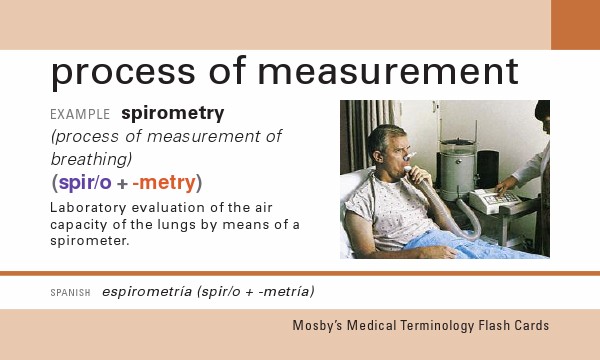 process of measurement
EXAMPLE spirometry
(process of measurement of
breathing)
(spir/o + -metry)
Laboratory evaluation of the air
capacity of the lungs by means of a
spirometer.
SPANISH espirometría (spir/o + -metría)
Mosby's Medical Terminology Flash Cards